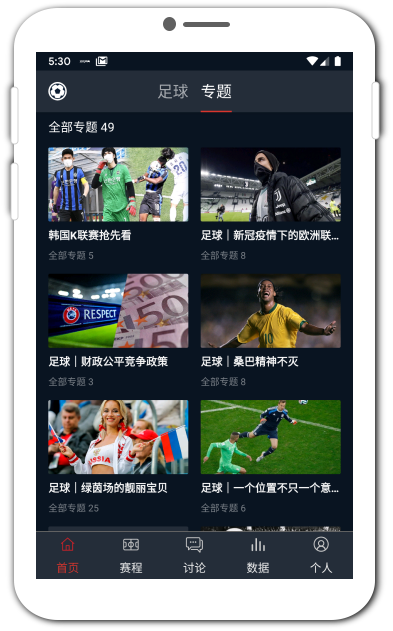 5:30
足球 专题
全部专题 49
RESPECT
500
RUSSIA
20
韩国K联赛抢先看
足球｜新冠疫情下的欧洲联...
全部专题 5
全部专题 8
足球｜财政公平竞争政策
足球｜桑巴精神不灭
全部专题 3
全部专题 8
足球｜绿茵场的靓丽宝贝
足球｜一个位置不只一个意...
全部专题 25
全部专题 6
首页 赛程 讨论 数据 个人